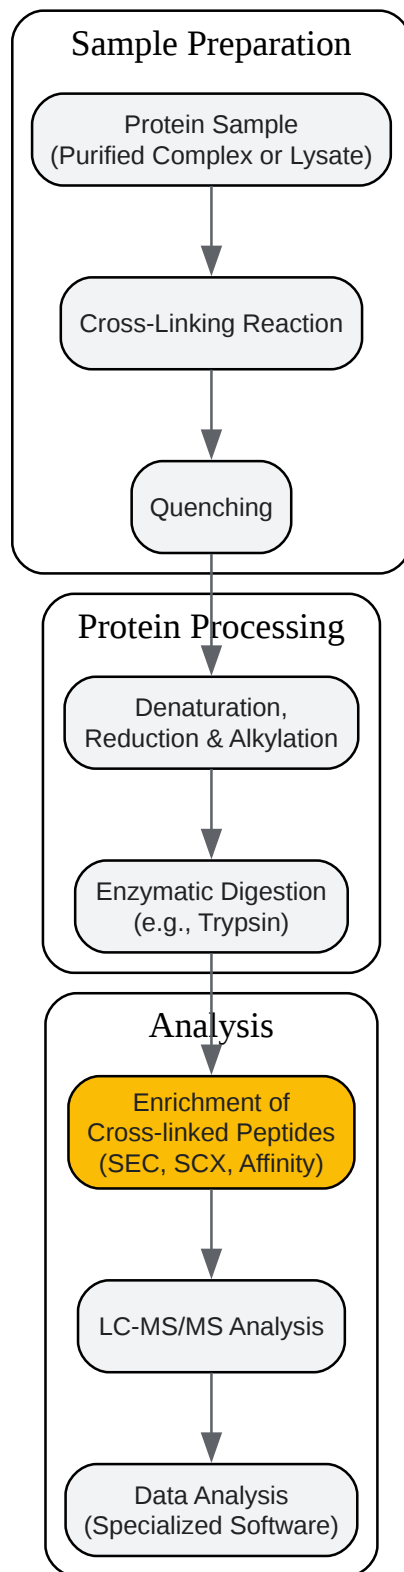 Sample Preparation
Protein Sample
(Purified Complex or Lysate)
Cross-Linking Reaction
Quenching
Protein Processing
Denaturation,
Reduction & Alkylation
Enzymatic Digestion
(e.g., Trypsin)
Analysis
Enrichment of
Cross-linked Peptides
(SEC, SCX, Affinity)
LC-MS/MS Analysis
Data Analysis
(Specialized Software)